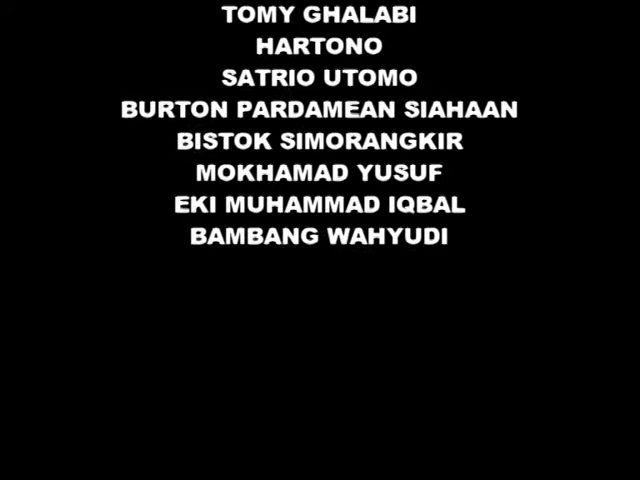 TOMY GHALABI
HARTONO
SATRIO UTOMO
BURTON PARDAMEAN SIAHAAN
BISTOK SIMORANGKIR
MOKHAMAD YUSUF
EKI MUHAMMAD IQBAL
BAMBANG WAHYUDI